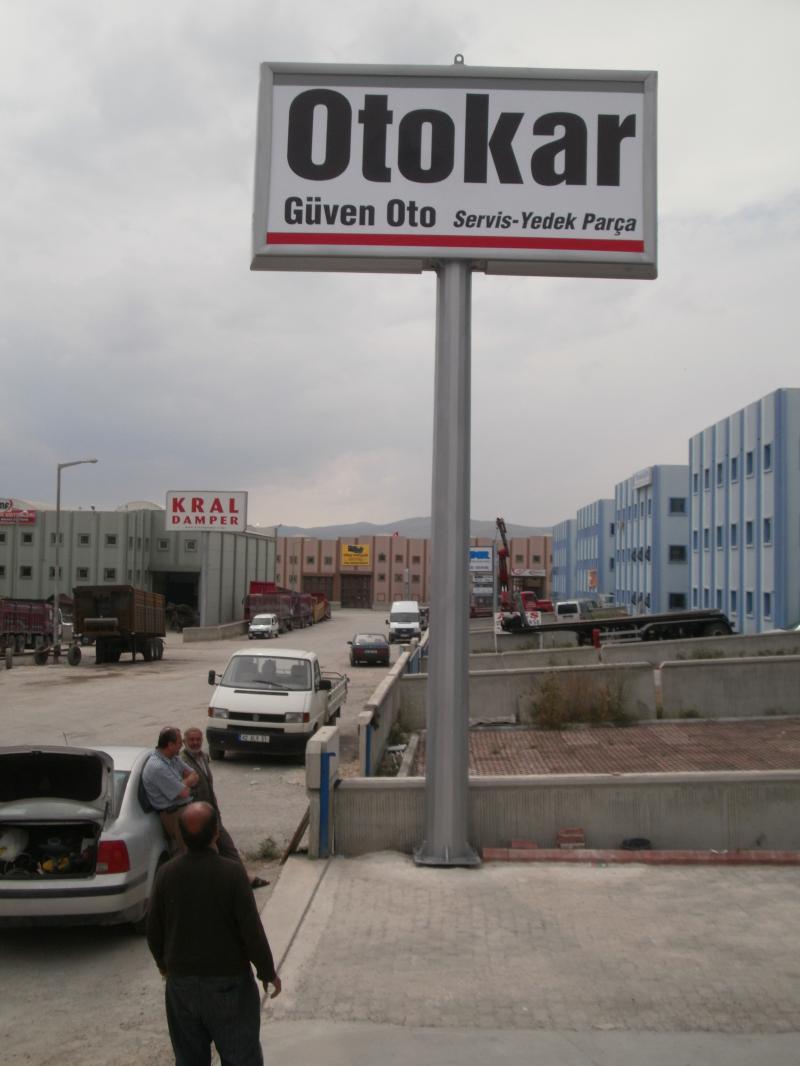 Otokar
Güven Oto Servis-Yedek Parça
KRAL
DAMPER